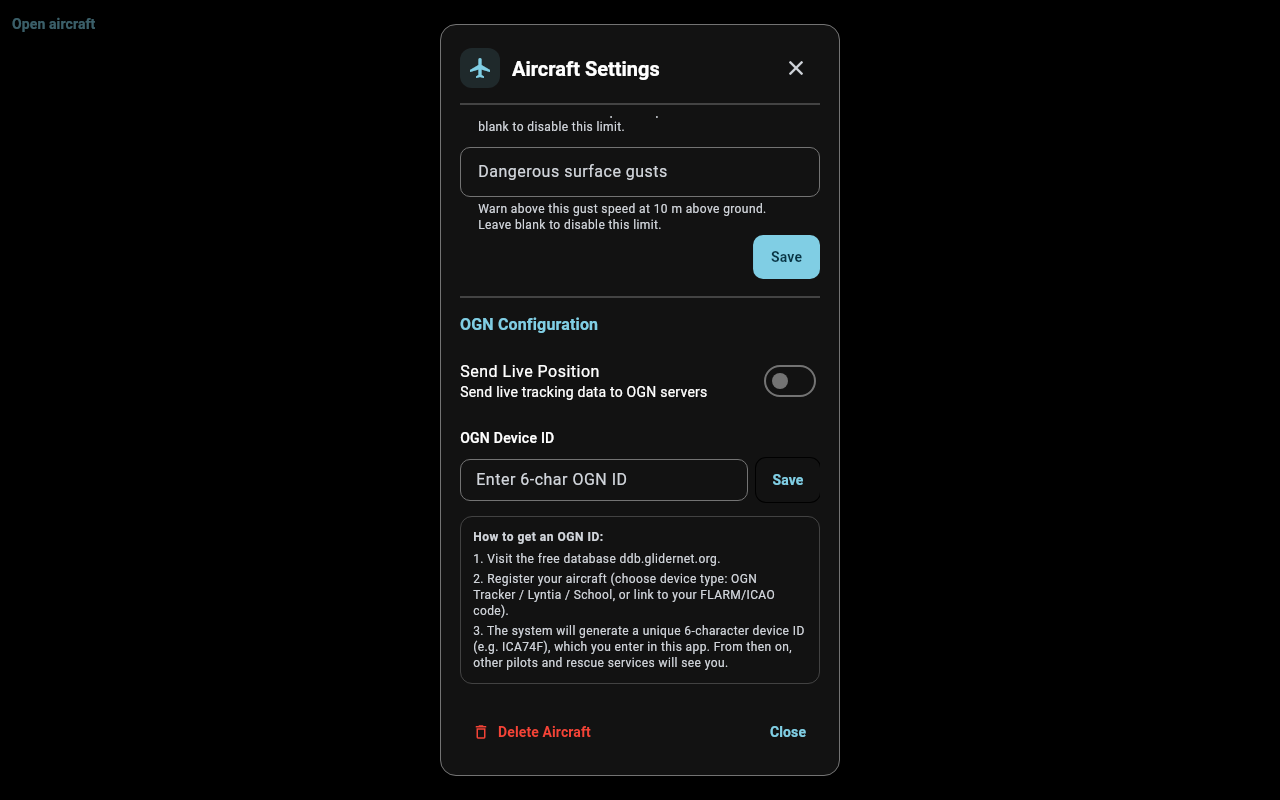 Open aircraft
Aircraft Settings
blank to disable this limit.
Dangerous surface gusts
Warn above this gust speed at 10 m above ground.
Leave blank to disable this limit.
Save
OGN Configuration
Send Live Position
Send live tracking data to OGN servers
OGN Device ID
Enter 6-char OGN ID
Save
How to get an OGN ID:
1. Visit the free database ddb.glidernet.org.
2. Register your aircraft (choose device type: OGN
Tracker / Lyntia / School, or link to your FLARM/ICAO
code).
3. The system will generate a unique 6-character device ID
(e.g. ICA74F), which you enter in this app. From then on,
other pilots and rescue services will see you.
Delete Aircraft
Close